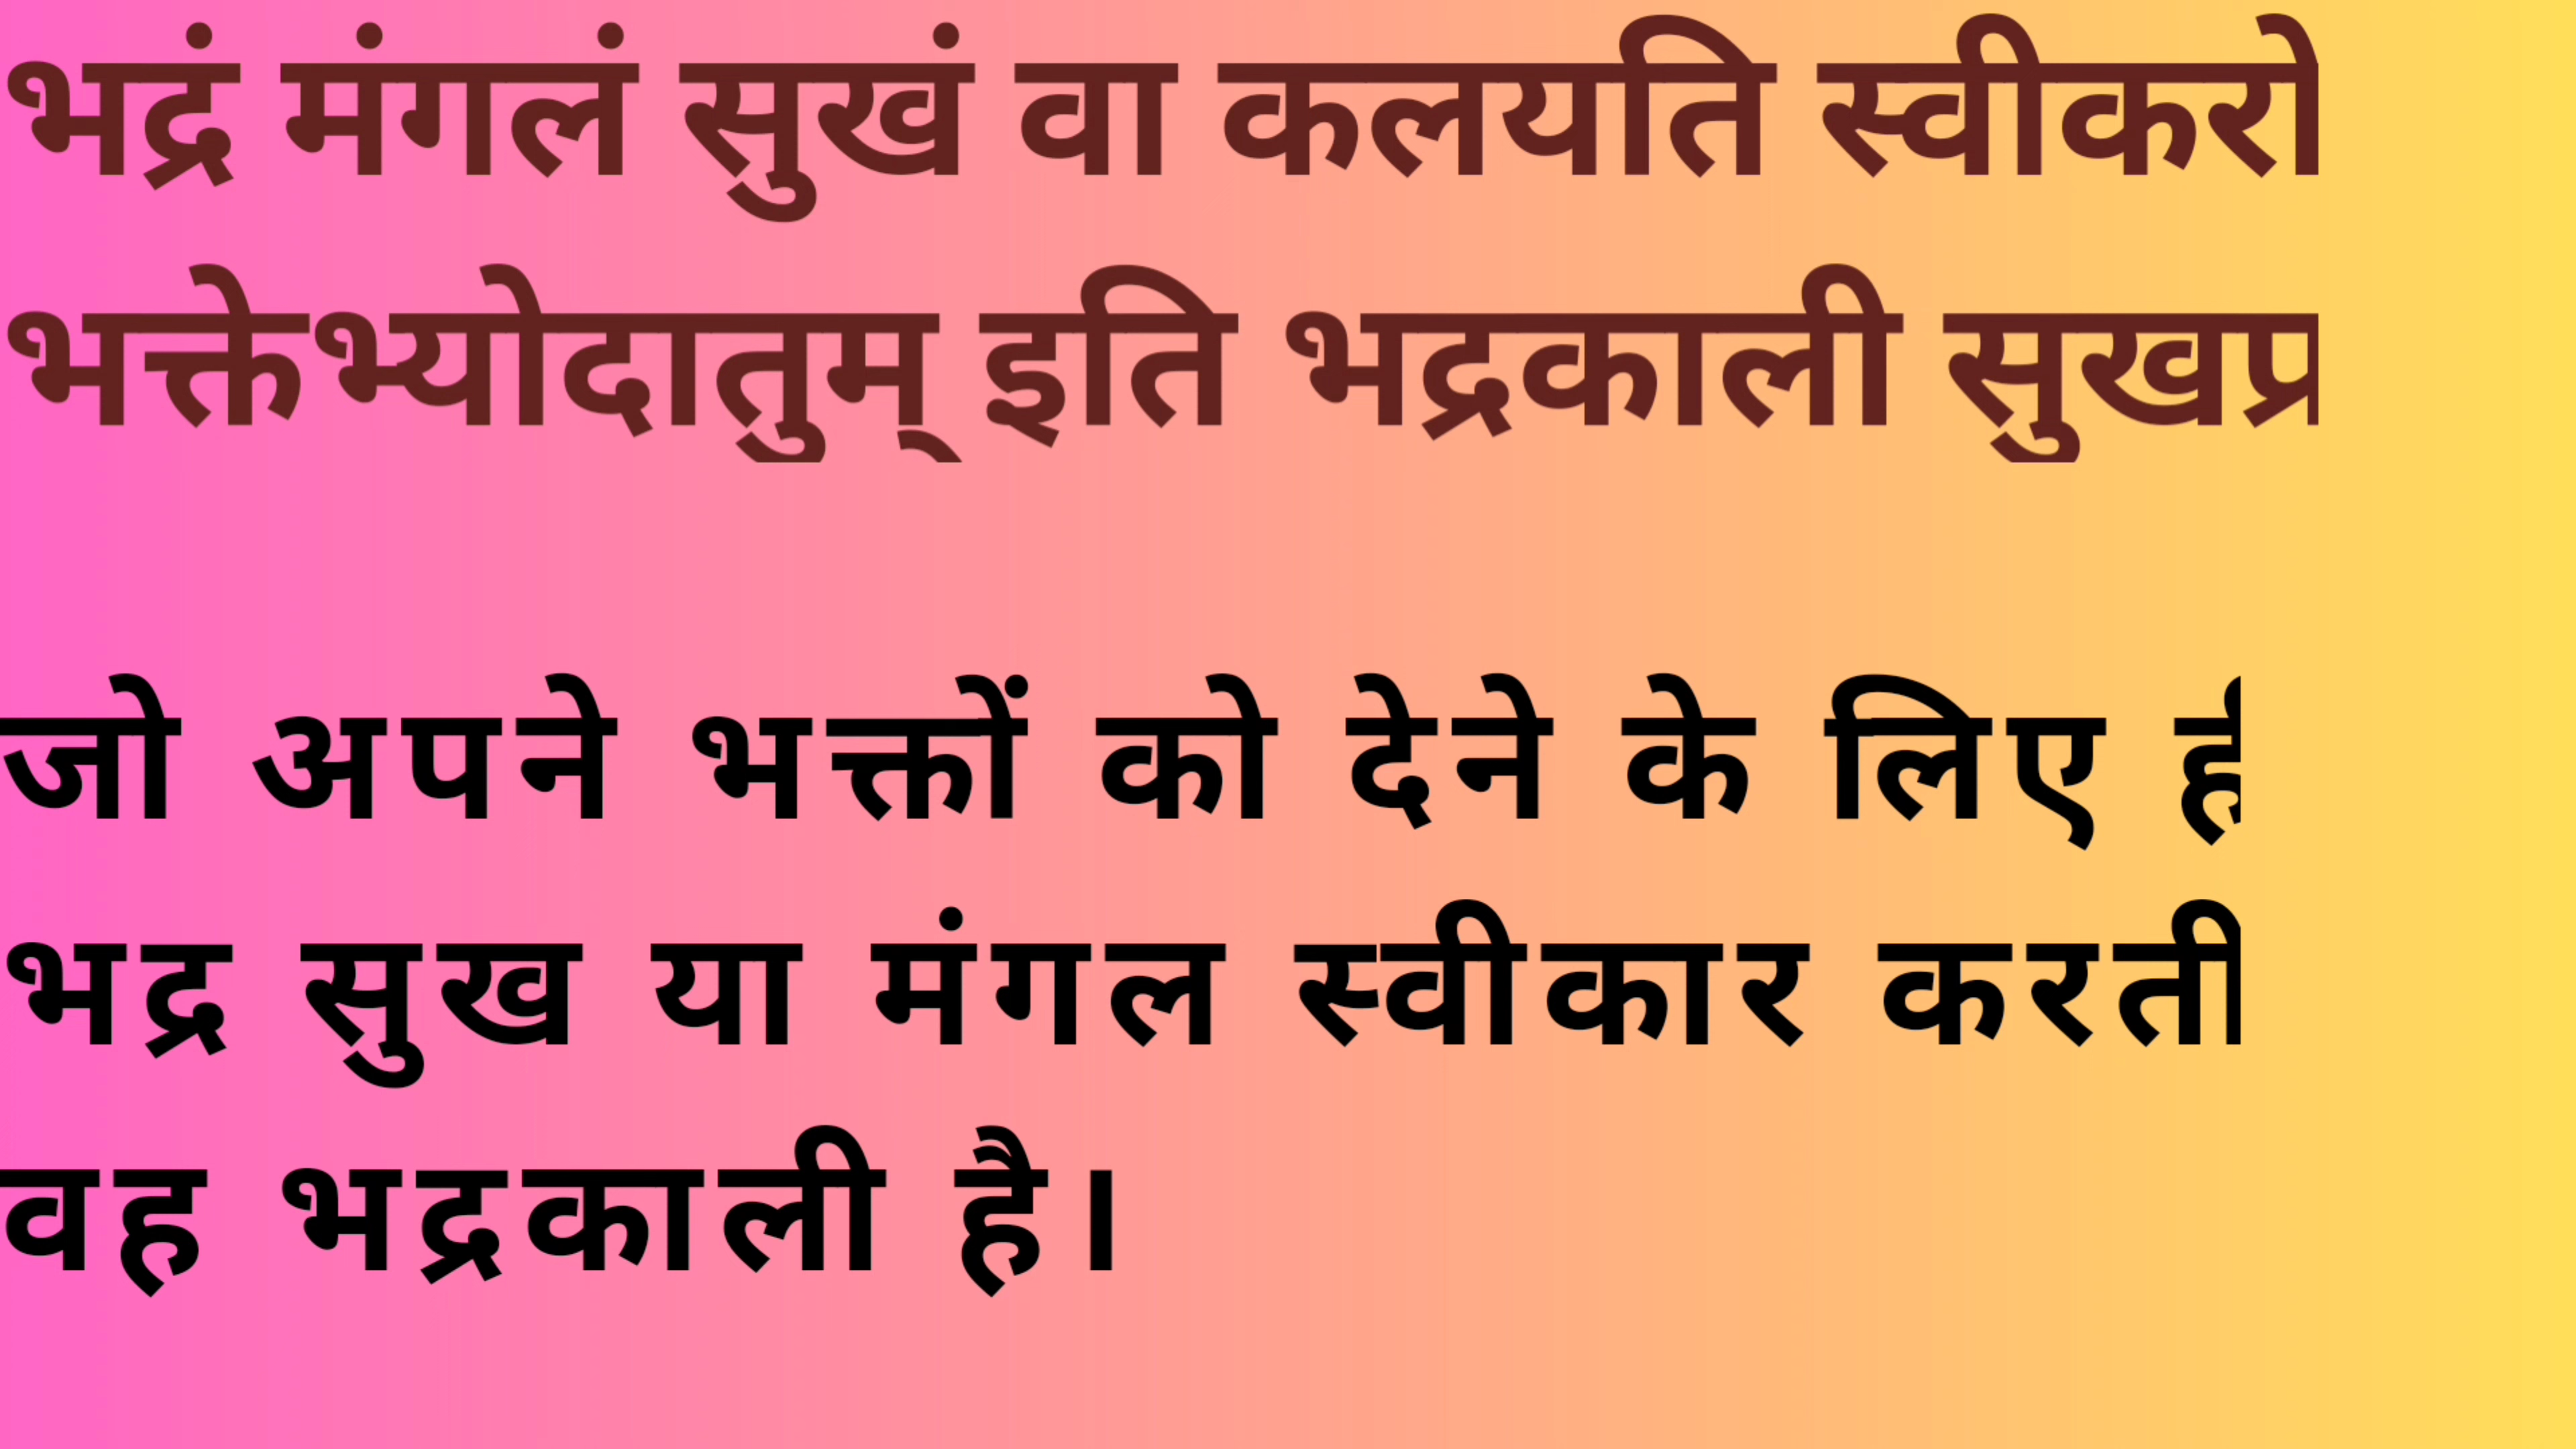 भद्रं मंगलं सुखं वा कलयति स्वीकरो
भक्तेभ्योदातुम् इति भद्रकाली सुखप्र
जो अपने भक्तों को देने के लिए
भद्र सुख या मंगल स्वीकार करती
वह भद्रकाली है।